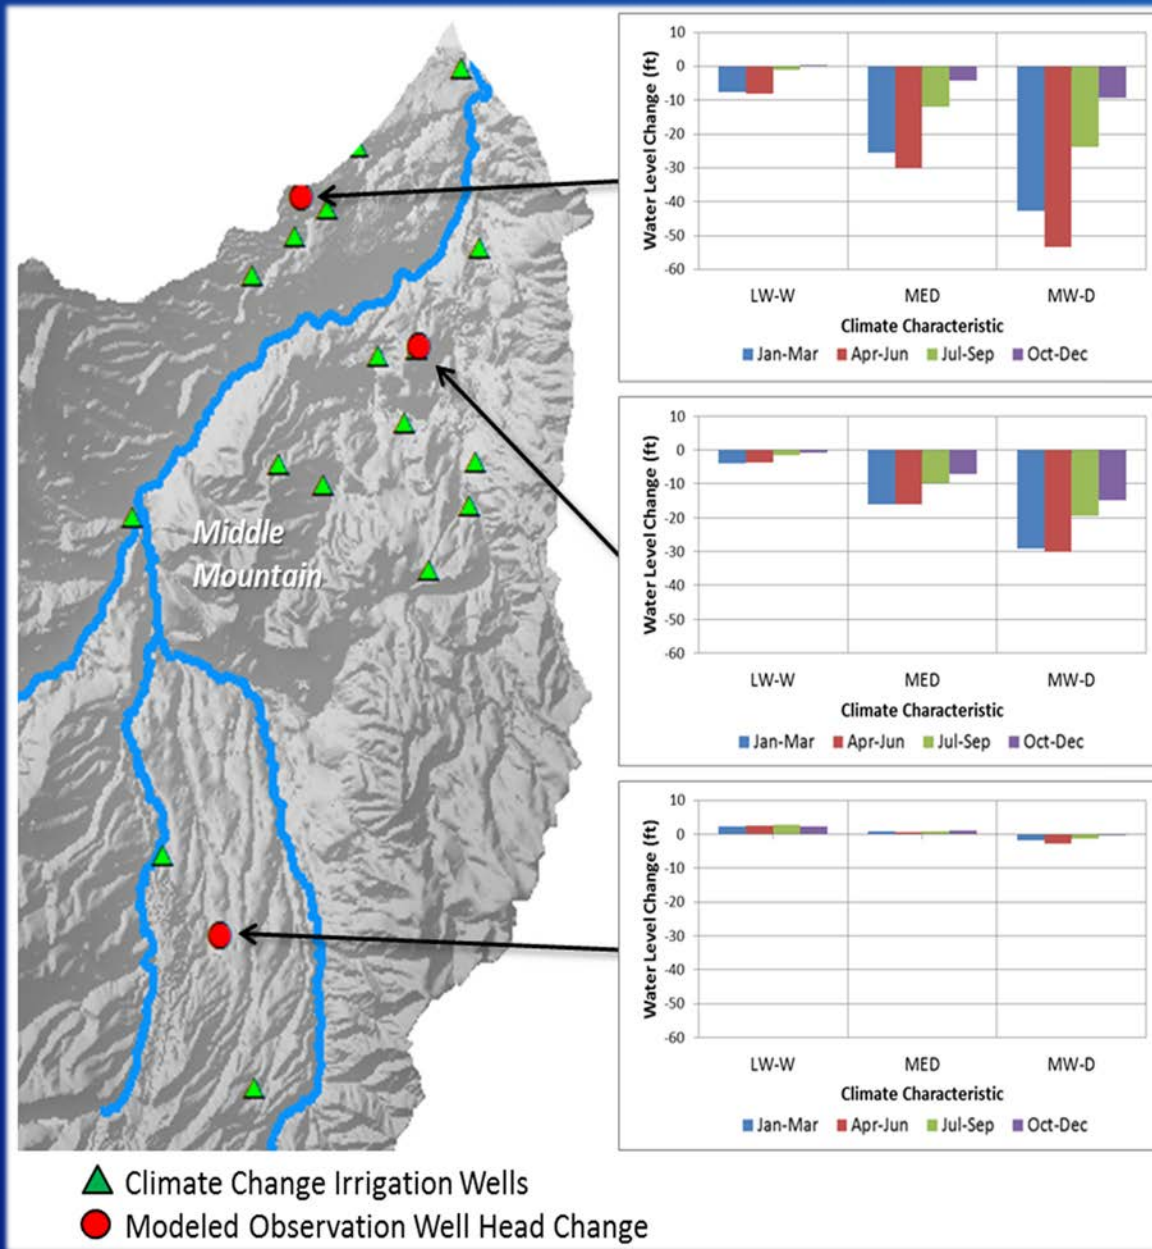 Middle
Mountain
Water Level Change (ft)
10
0
-10
-20
-30
-40
-50
-60
LW-W MED MW-D
Climate Characteristic
Jan-Mar Apr-Jun Jul-Sep Oct-Dec
Water Level Change (ft)
10
0
-10
-20
-30
-40
-50
-60
LW-W MED MW-D
Climate Characteristic
Jan-Mar Apr-Jun Jul-Sep Oct-Dec
Water Level Change (ft)
10
0
-10
-20
-30
-40
-50
-60
LW-W MED MW-D
Climate Characteristic
Jan-Mar Apr-Jun Jul-Sep Oct-Dec
Climate Change Irrigation Wells
Modeled Observation Well Head Change